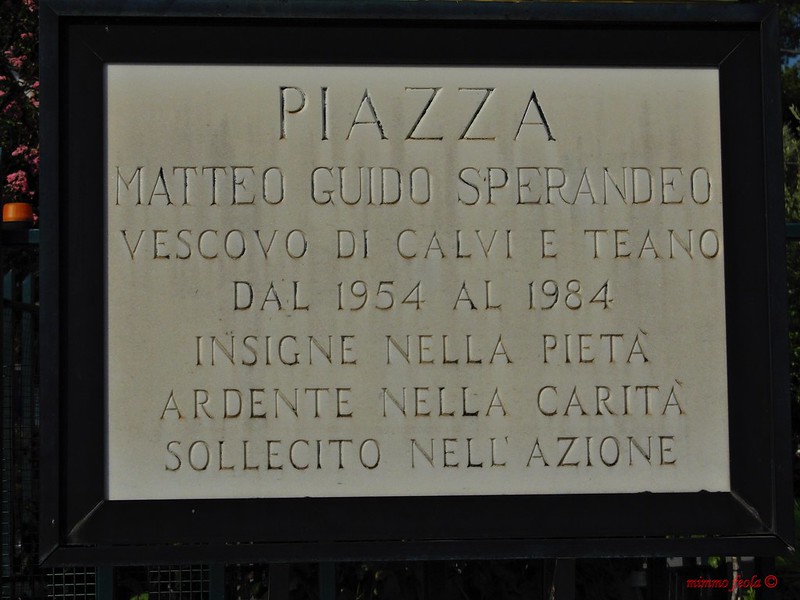 PIAZZA
MATTEO GUIDO SPERANDEO
VESCOVO DI CALVI E TEANO
DAL 1954 AL 1984
INSIGNE NELLA PIETÀ
ARDENTE NELLA CARITÀ
SOLLECITO NELL'AZIONE
mimmo feola ©